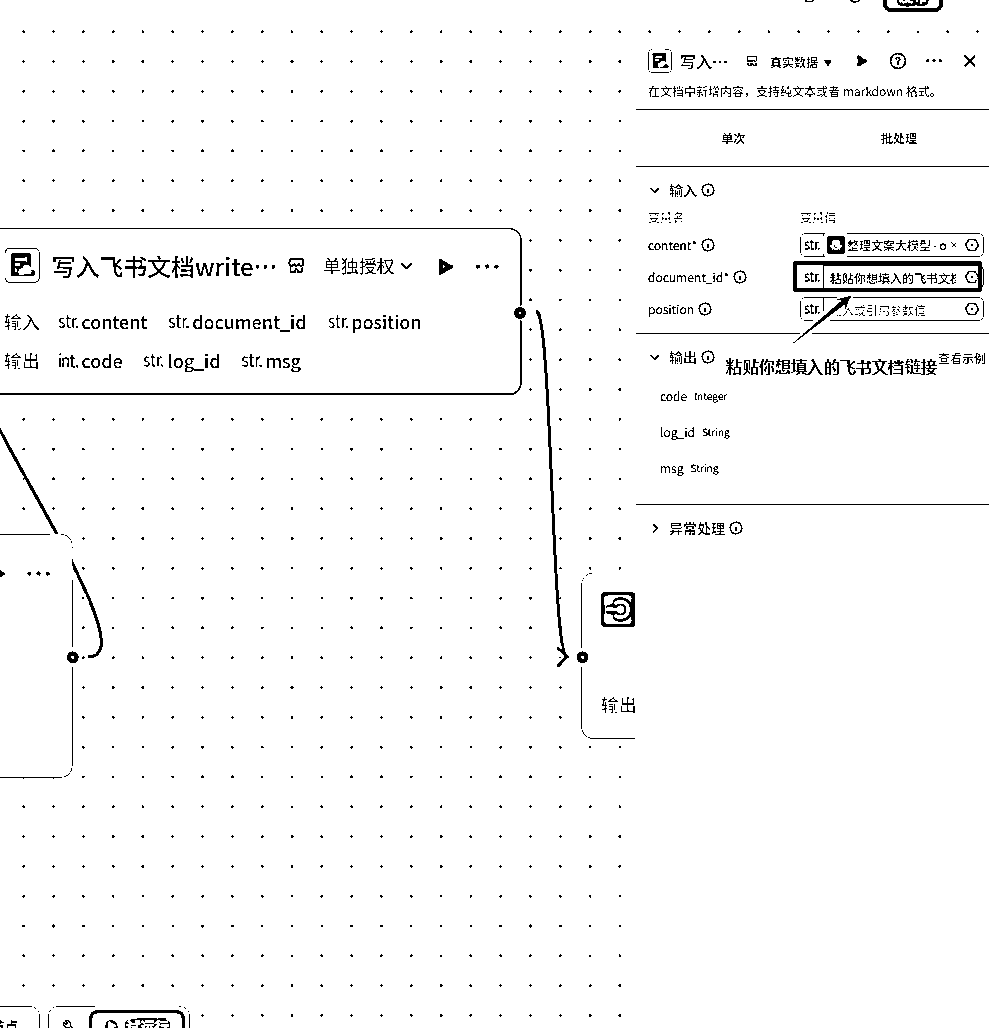 写入飞书文档write…
单独授权
输入 str.content str.document_id str.position
输出 int.code str.log_id str.msg
输出
写入…
真实数据
在文档中新增内容，支持纯文本或者 markdown 格式。
单次 批处理
输入
变量名 变量值
content* str. 整理文案大模型 - o ×
document_id* str. 粘贴你想填入的飞书文档
position str. 输入或引用参数值
输出
粘贴你想填入的飞书文档链接
查看示例
code Integer
log_id String
msg String
异常处理